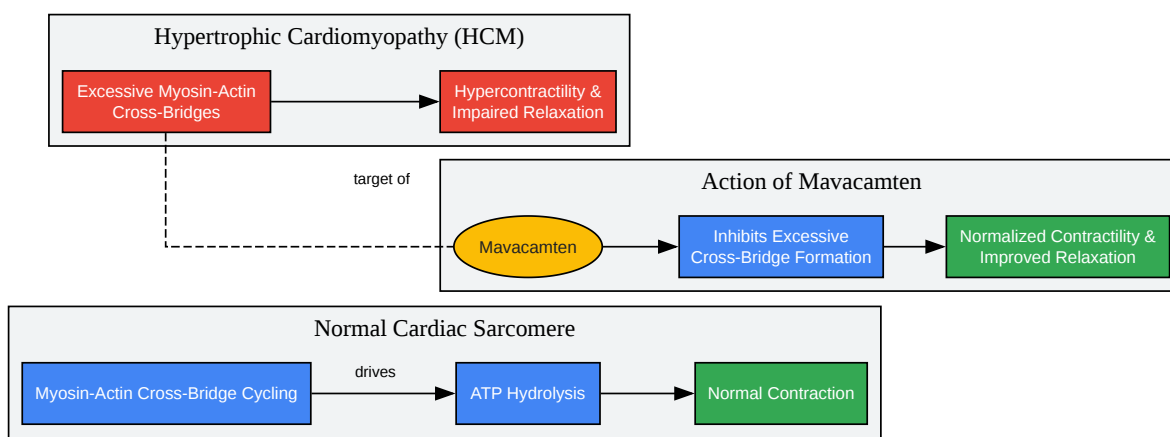 Hypertrophic Cardiomyopathy (HCM)
Excessive Myosin-Actin
Cross-Bridges
Hypercontractility &
Impaired Relaxation
target of
Action of Mavacamten
Mavacamten
Inhibits Excessive
Cross-Bridge Formation
Normalized Contractility &
Improved Relaxation
Normal Cardiac Sarcomere
Myosin-Actin Cross-Bridge Cycling
drives
ATP Hydrolysis
Normal Contraction